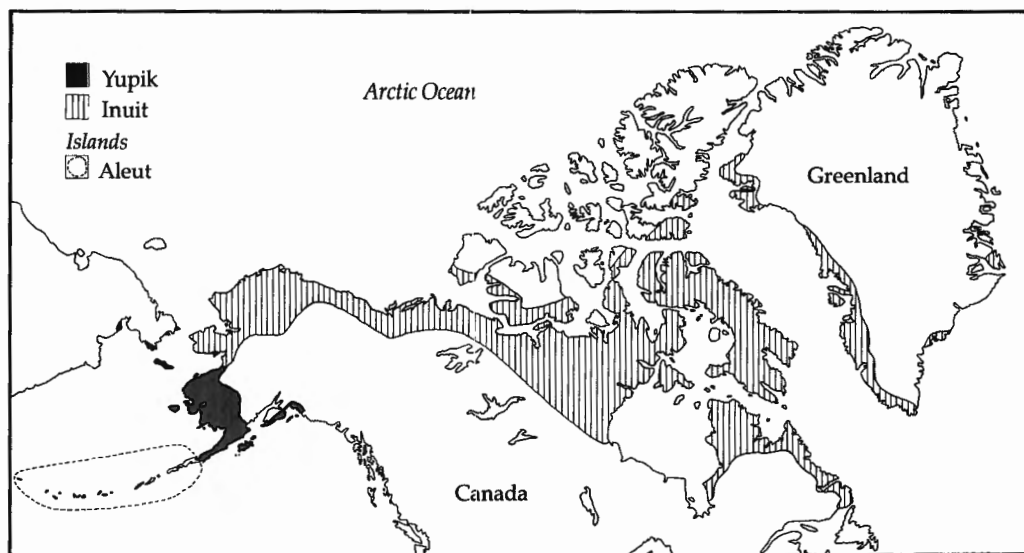 Yupik
Inuit
Islands
Aleut
Arctic Ocean
Greenland
Canada